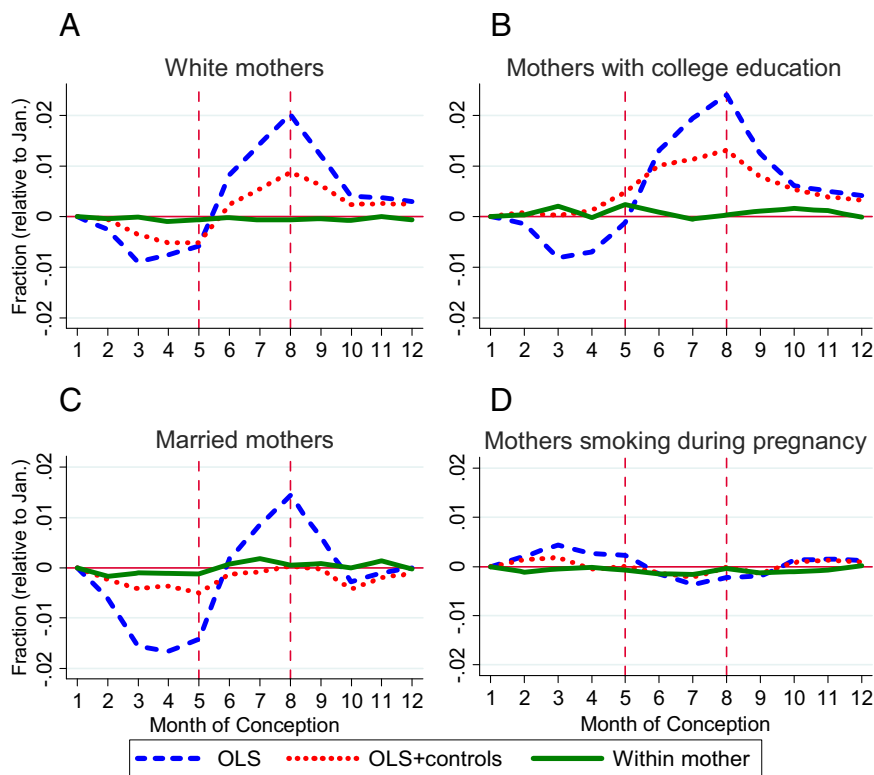 A
White mothers
Fraction (relative to Jan.)
.02
.01
0
-.01
-.02
1 2 3 4 5 6 7 8 9 10 11 12
B
Mothers with college education
.02
.01
0
-.01
-.02
1 2 3 4 5 6 7 8 9 10 11 12
C
Married mothers
Fraction (relative to Jan.)
.02
.01
0
-.01
-.02
1 2 3 4 5 6 7 8 9 10 11 12
Month of Conception
D
Mothers smoking during pregnancy
.02
.01
0
-.01
-.02
1 2 3 4 5 6 7 8 9 10 11 12
Month of Conception
OLS OLS+controls Within mother